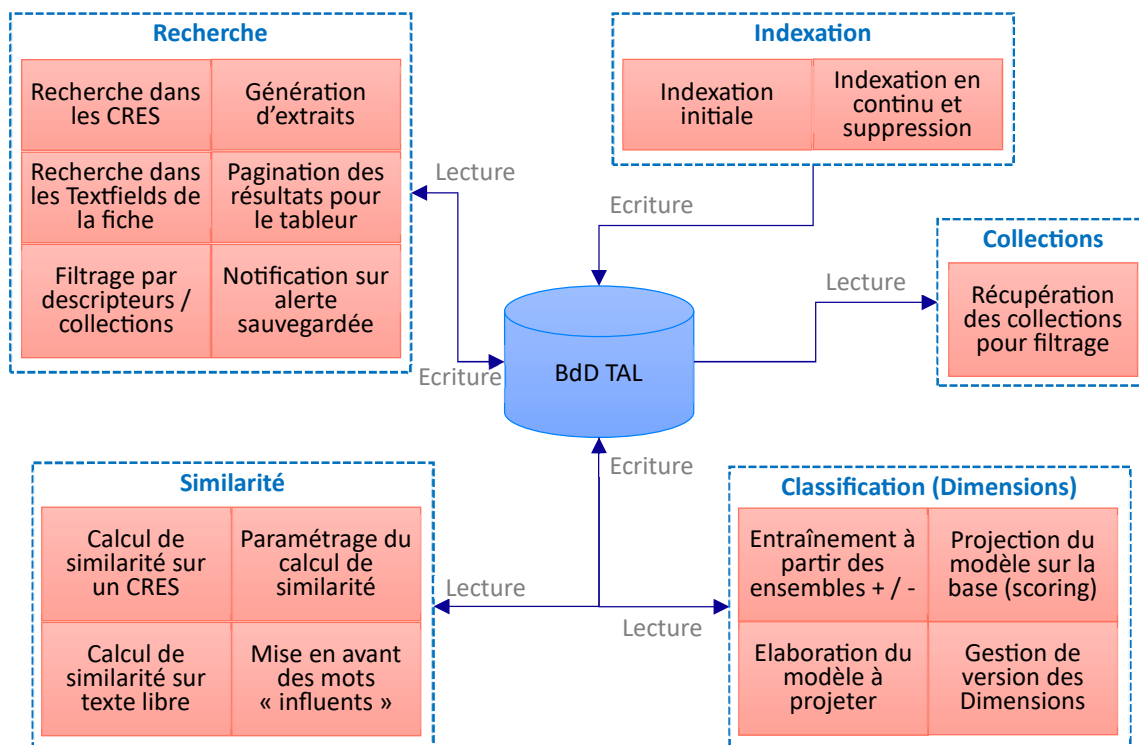 Recherche
Recherche dans
les CRES
Génération
d’extraits
Recherche dans
les Textfields de
la fiche
Pagination des
résultats pour
le tableur
Filtrage par
descripteurs /
collections
Notification sur
alerte
sauvegardée
Indexation
Indexation
initiale
Indexation en
continu et
suppression
Lecture
Ecriture
Ecriture
Lecture
Collections
Récupération
des collections
pour filtrage
BdD TAL
Ecriture
Similarité
Calcul de
similarité sur
un CRES
Paramétrage du
calcul de
similarité
Calcul de
similarité sur
texte libre
Mise en avant
des mots
« influents »
Lecture
Lecture
Classification (Dimensions)
Entraînement à
partir des
ensembles + / -
Projection du
modèle sur la
base (scoring)
Elaboration du
modèle à
projeter
Gestion de
version des
Dimensions